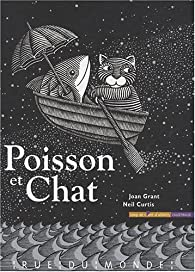 Poisson
et Chat
Joan Grant
Neil Curtis
RUE DU MONDE